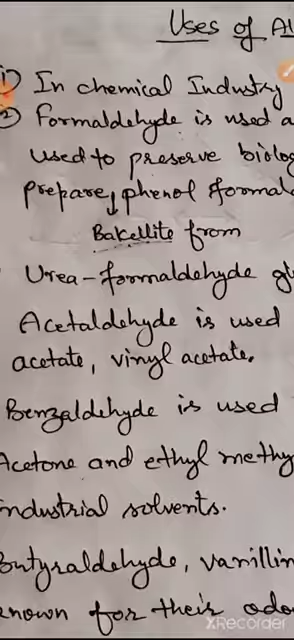 Uses of Al
1) In chemical Industry
2) Formaldehyde is used a
used to preserve biolog
prepare phenol formal
Bakellite from
Urea-formaldehyde gl
Acetaldehyde is used
acetate, vinyl acetate.
Benzaldehyde is used
Acetone and ethyl methy
industrial solvents.
Butyraldehyde, vanillin
known for their odo
XRecorder